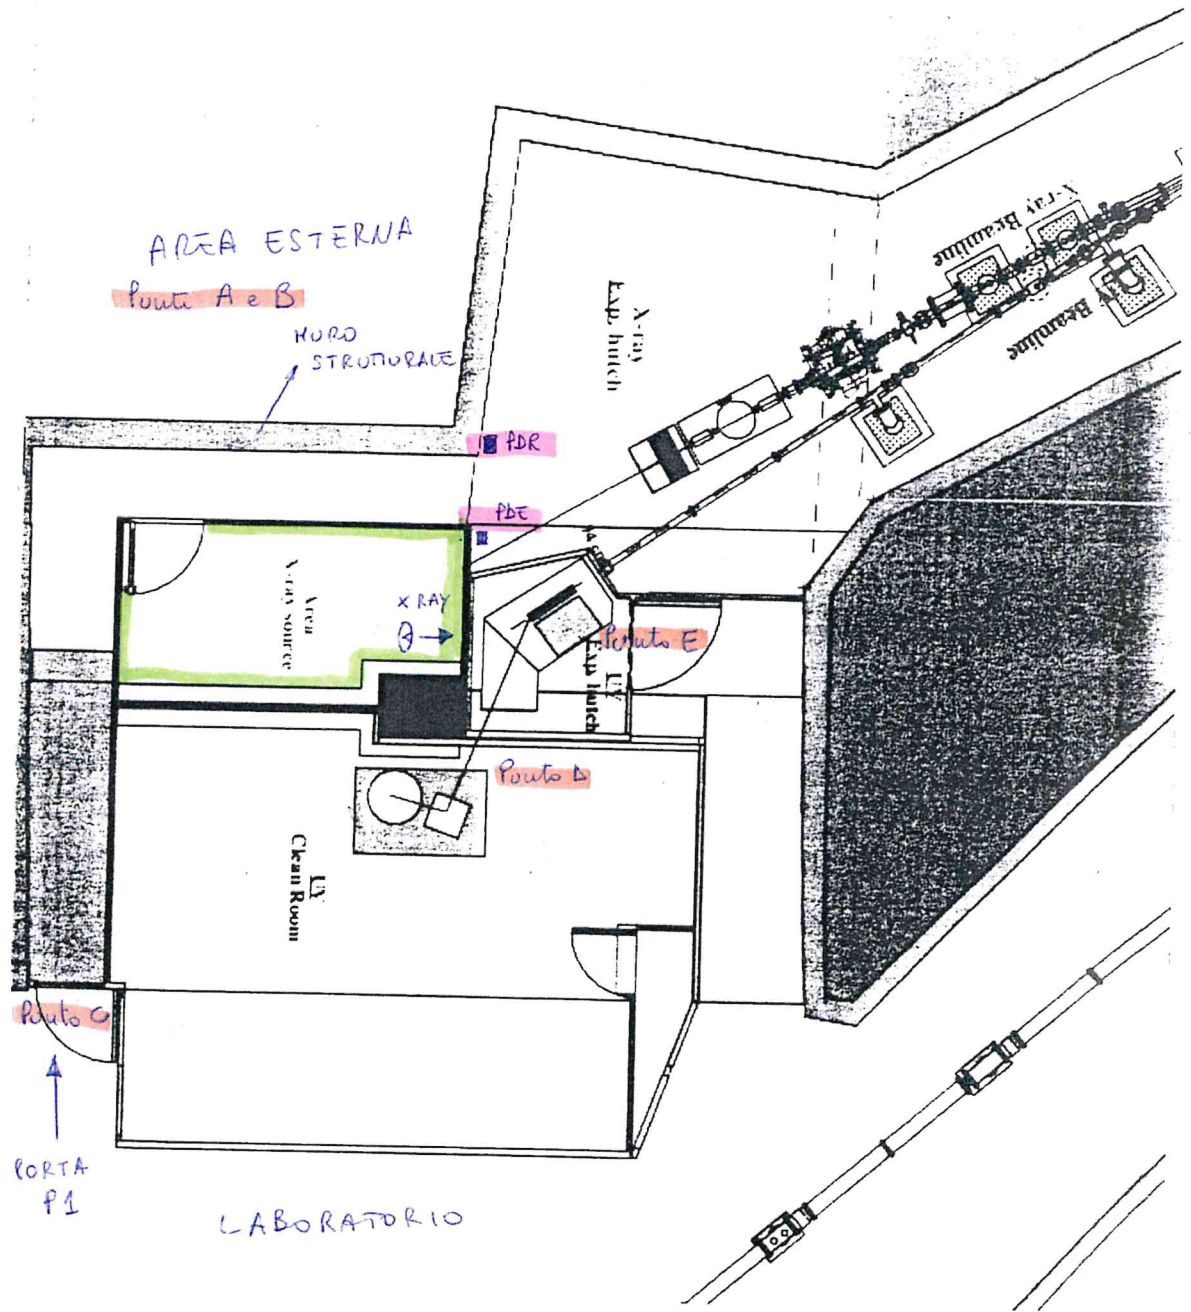 AREA ESTERNA
Punti A e B
MURO
STRUTTURALE
PDR
PDE
X-ray
Exp. hutch
X-ray Beamline
UV Beamline
Area
X-ray source
X RAY
Punto E
UV
Exp. hutch
Punto D
UV
Clean Room
Punto C
PORTA
P1
LABORATORIO